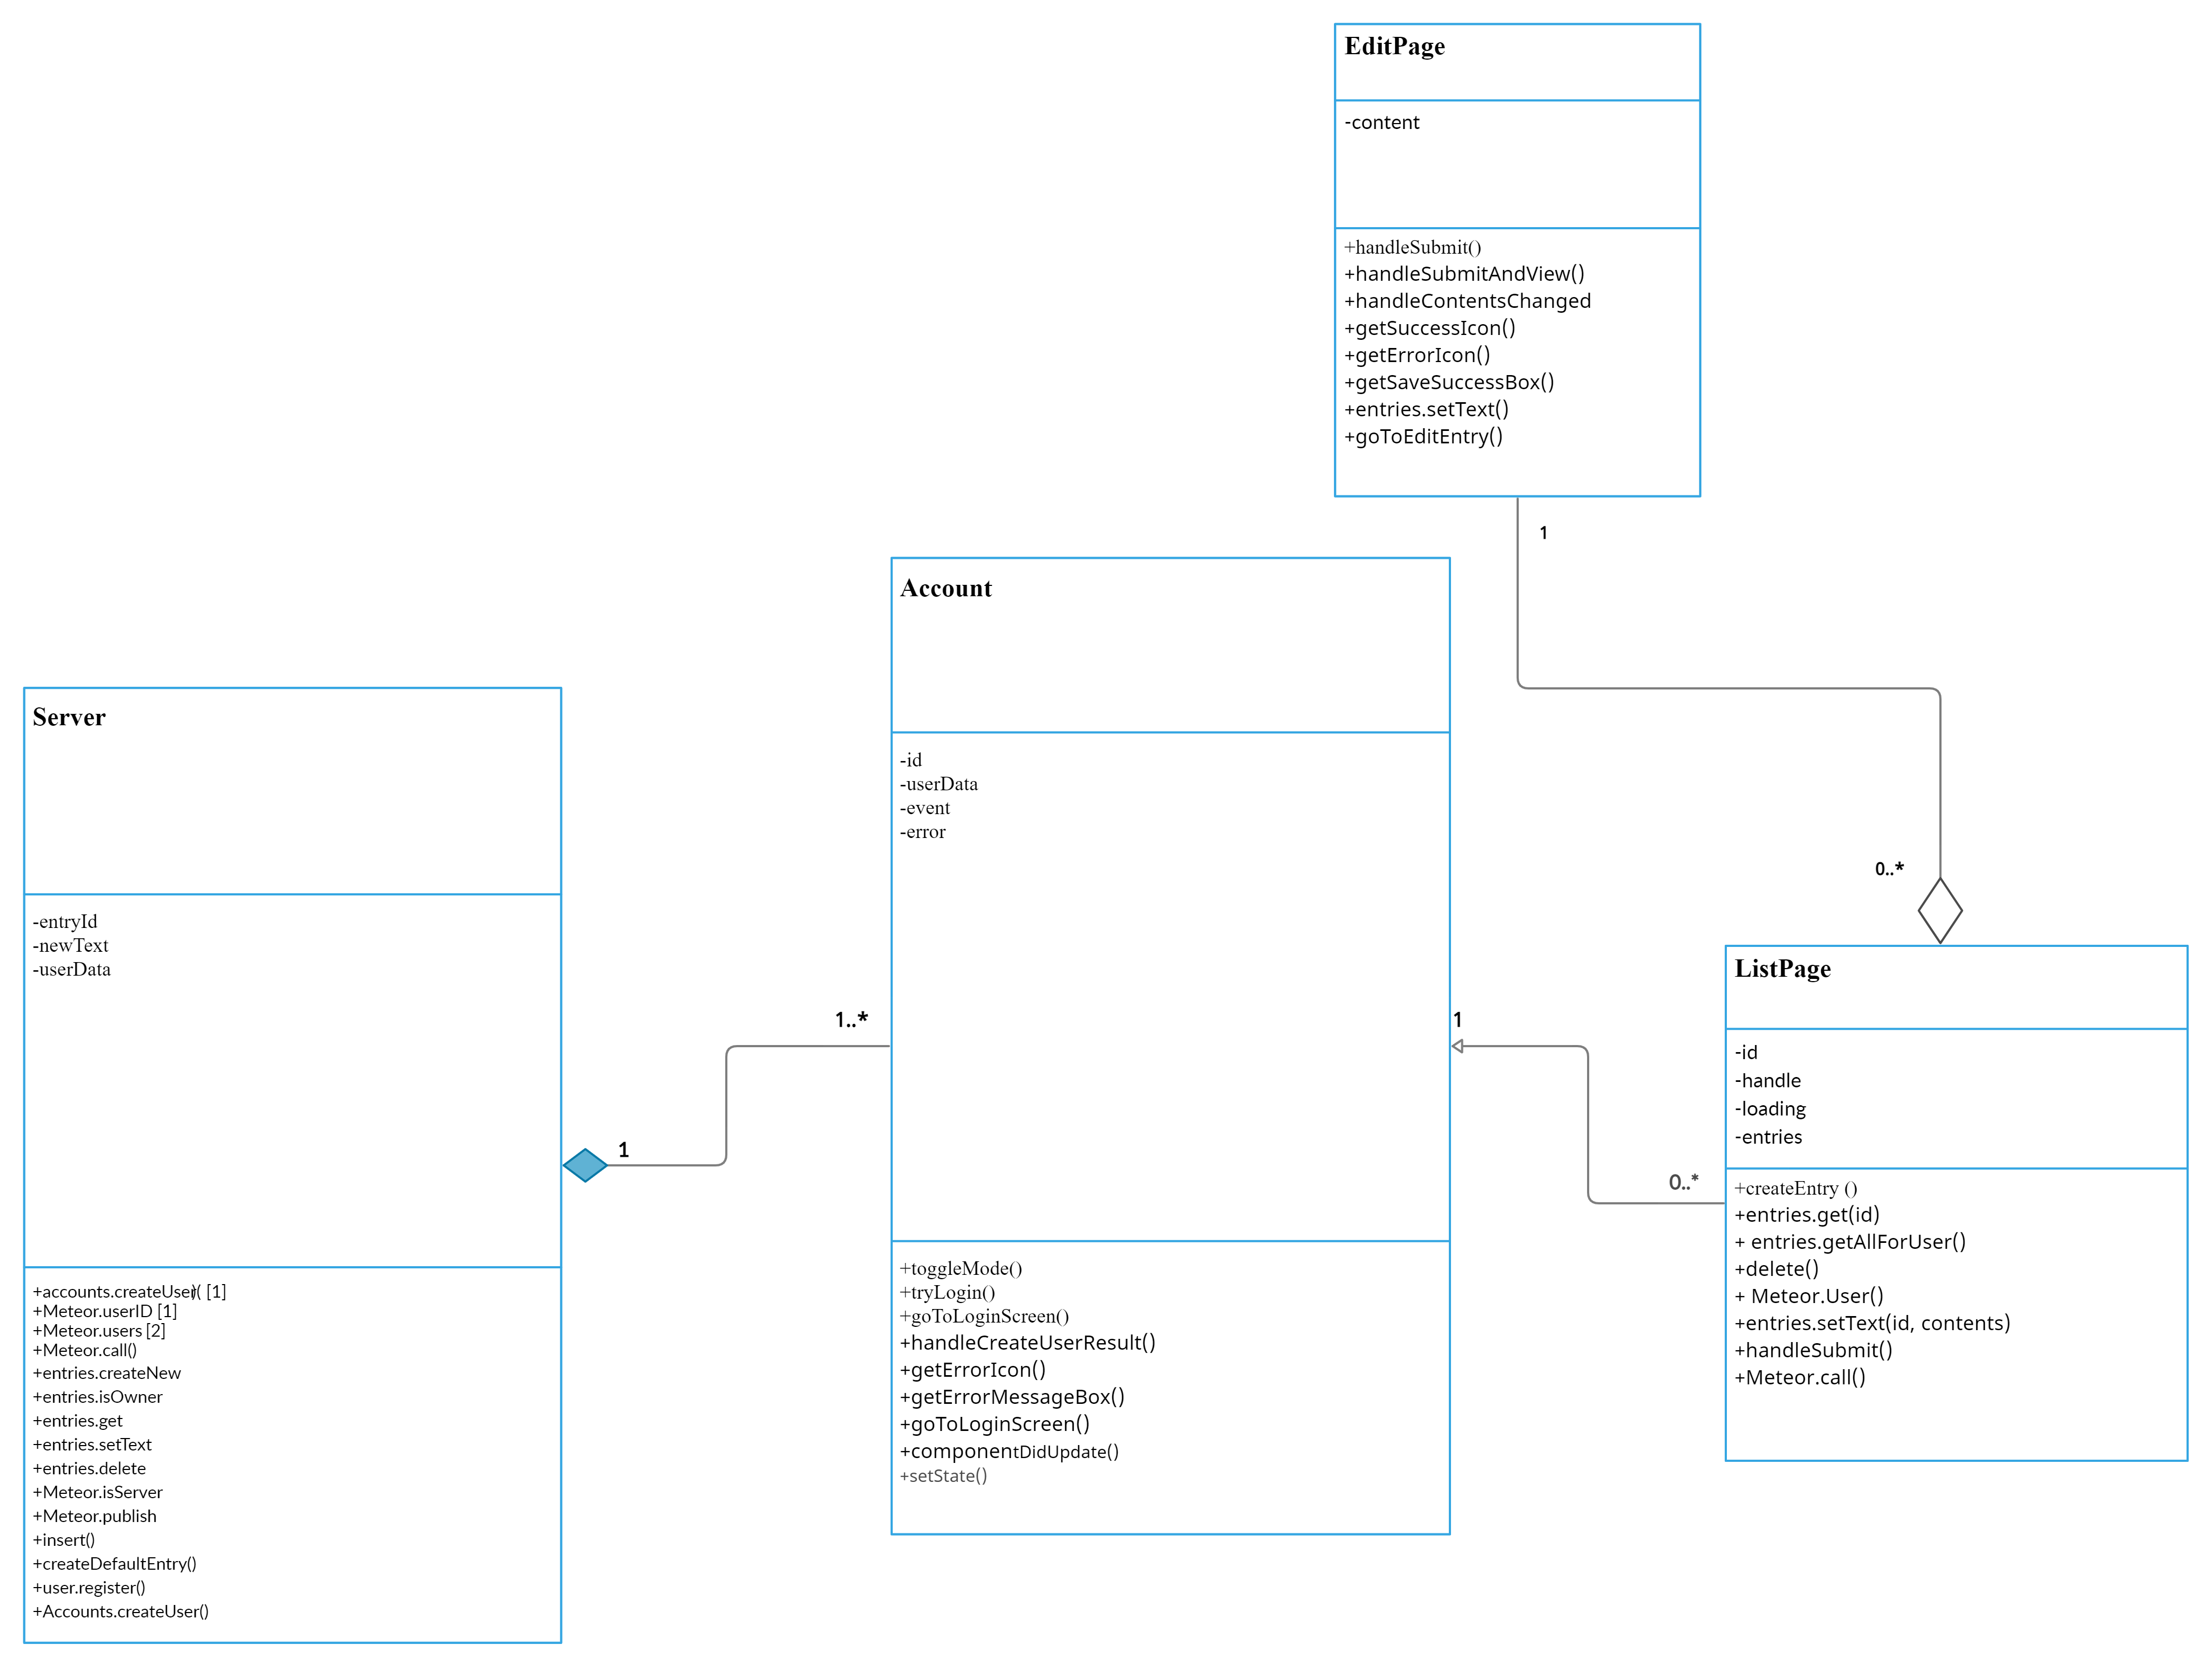 EditPage
-content
+handleSubmit()
+handleSubmitAndView()
+handleContentsChanged
+getSuccessIcon()
+getErrorIcon()
+getSaveSuccessBox()
+entries.setText()
+goToEditEntry()
1
0..*
Account
-id
-userData
-event
-error
+toggleMode()
+tryLogin()
+goToLoginScreen()
+handleCreateUserResult()
+getErrorIcon()
+getErrorMessageBox()
+goToLoginScreen()
+componentDidUpdate()
+setState()
Server
-entryId
-newText
-userData
+accounts.createUser)( [1]
+Meteor.userID [1]
+Meteor.users [2]
+Meteor.call()
+entries.createNew
+entries.isOwner
+entries.get
+entries.setText
+entries.delete
+Meteor.isServer
+Meteor.publish
+insert()
+createDefaultEntry()
+user.register()
+Accounts.createUser()
1
1..*
1
0..*
ListPage
-id
-handle
-loading
-entries
+createEntry ()
+entries.get(id)
+ entries.getAllForUser()
+delete()
+ Meteor.User()
+entries.setText(id, contents)
+handleSubmit()
+Meteor.call()